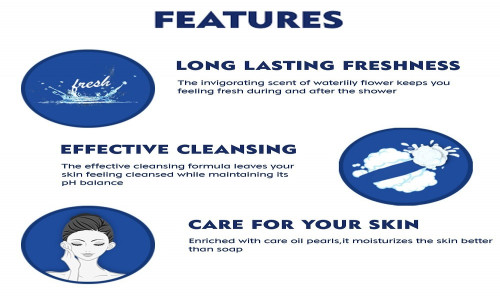 FEATURES
LONG LASTING FRESHNESS
fresh
The invigorating scent of waterlily flower keeps you
feeling fresh during and after the shower
EFFECTIVE CLEANSING
The effective cleansing formula leaves your
skin feeling cleansed while maintaining its
pH balance
CARE FOR YOUR SKIN
Enriched with care oil pearls,it moisturizes the skin better
than soap